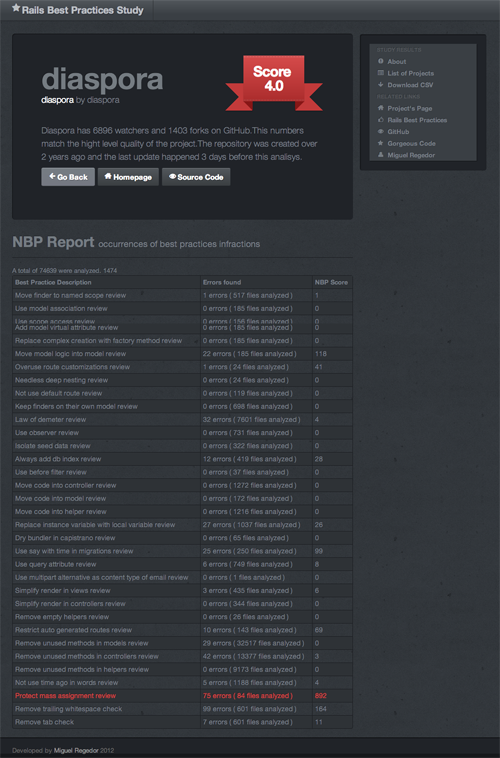 Rails Best Practices Study
diaspora
diaspora by diaspora
Score
4.0
Diaspora has 6896 watchers and 1403 forks on GitHub.This numbers
match the hight level quality of the project.The repository was created over
2 years ago and the last update happened 3 days before this analisys.
Go Back
Homepage
Source Code
STUDY RESULTS
About
List of Projects
Download CSV
RELATED LINKS
Project's Page
Rails Best Practices
GitHub
Gorgeous Code
Miguel Regedor
NBP Report occurrences of best practices infractions
A total of 74639 were analyzed. 1474
Best Practice Description Errors found NBP Score
Move finder to named scope review 1 errors ( 517 files analyzed ) 1
Use model association review 0 errors ( 185 files analyzed ) 0
Use scope access review 0 errors ( 156 files analyzed ) 0
Add model virtual attribute review 0 errors ( 185 files analyzed ) 0
Replace complex creation with factory method review 0 errors ( 185 files analyzed ) 0
Move model logic into model review 22 errors ( 185 files analyzed ) 118
Overuse route customizations review 1 errors ( 24 files analyzed ) 41
Needless deep nesting review 0 errors ( 24 files analyzed ) 0
Not use default route review 0 errors ( 119 files analyzed ) 0
Keep finders on their own model review 0 errors ( 698 files analyzed ) 0
Law of demeter review 32 errors ( 7601 files analyzed ) 4
Use observer review 0 errors ( 731 files analyzed ) 0
Isolate seed data review 0 errors ( 322 files analyzed ) 0
Always add db index review 12 errors ( 419 files analyzed ) 28
Use before filter review 0 errors ( 37 files analyzed ) 0
Move code into controller review 0 errors ( 1272 files analyzed ) 0
Move code into model review 0 errors ( 172 files analyzed ) 0
Move code into helper review 0 errors ( 1216 files analyzed ) 0
Replace instance variable with local variable review 27 errors ( 1037 files analyzed ) 26
Dry bundler in capistrano review 0 errors ( 65 files analyzed ) 0
Use say with time in migrations review 25 errors ( 250 files analyzed ) 99
Use query attribute review 6 errors ( 749 files analyzed ) 8
Use multipart alternative as content type of email review 0 errors ( 1 files analyzed ) 0
Simplify render in views review 3 errors ( 435 files analyzed ) 6
Simplify render in controllers review 0 errors ( 344 files analyzed ) 0
Remove empty helpers review 0 errors ( 26 files analyzed ) 0
Restrict auto generated routes review 10 errors ( 143 files analyzed ) 69
Remove unused methods in models review 29 errors ( 32517 files analyzed ) 0
Remove unused methods in controllers review 42 errors ( 13377 files analyzed ) 3
Remove unused methods in helpers review 0 errors ( 9173 files analyzed ) 0
Not use time ago in words review 5 errors ( 1188 files analyzed ) 4
Protect mass assignment review 75 errors ( 84 files analyzed ) 892
Remove trailing whitespace check 99 errors ( 601 files analyzed ) 164
Remove tab check 7 errors ( 601 files analyzed ) 11
Developed by Miguel Regedor 2012